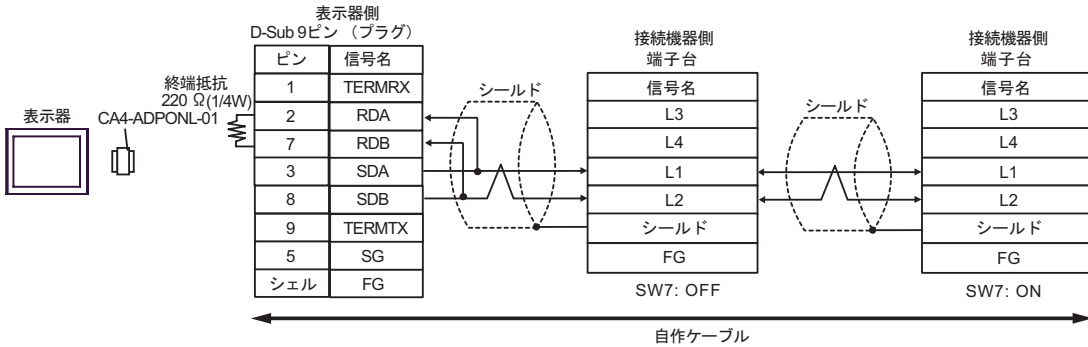 表示器側
D-Sub 9ピン （プラグ）
ピン 信号名
1 TERMRX
2 RDA
7 RDB
3 SDA
8 SDB
9 TERMTX
5 SG
シェル FG
終端抵抗
220 Ω(1/4W)
表示器
CA4-ADPONL-01
シールド
接続機器側
端子台
信号名
L3
L4
L1
L2
シールド
FG
SW7: OFF
シールド
接続機器側
端子台
信号名
L3
L4
L1
L2
シールド
FG
SW7: ON
自作ケーブル